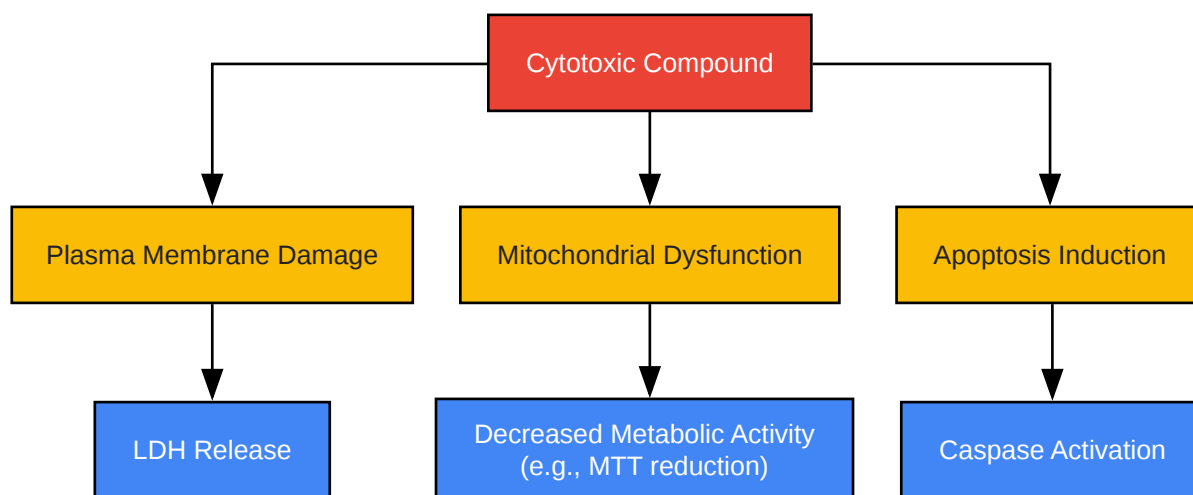 Cytotoxic Compound
Plasma Membrane Damage
Mitochondrial Dysfunction
Apoptosis Induction
LDH Release
Decreased Metabolic Activity
(e.g., MTT reduction)
Caspase Activation